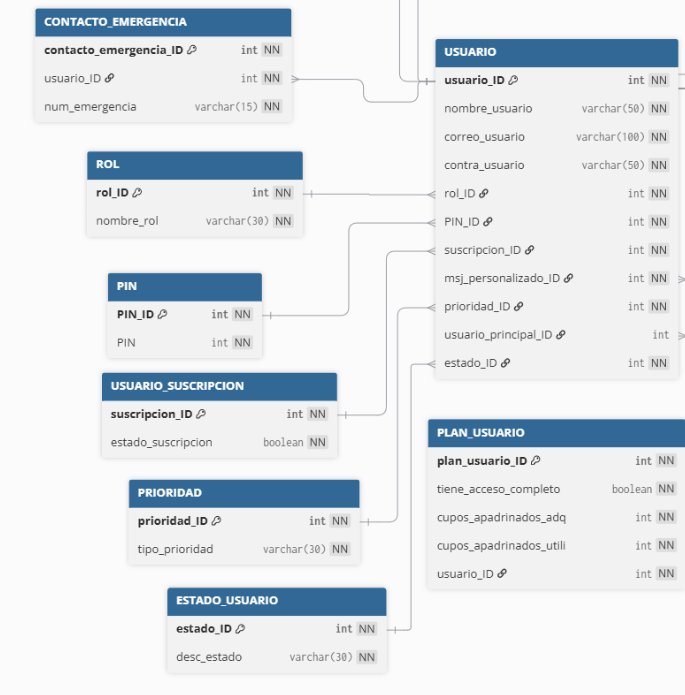 CONTACTO_EMERGENCIA
contacto_emergencia_ID int NN
usuario_ID int NN
num_emergencia varchar(15) NN
ROL
rol_ID int NN
nombre_rol varchar(30) NN
PIN
PIN_ID int NN
PIN int NN
USUARIO_SUSCRIPCION
suscripcion_ID int NN
estado_suscripcion boolean NN
PRIORIDAD
prioridad_ID int NN
tipo_prioridad varchar(30) NN
ESTADO_USUARIO
estado_ID int NN
desc_estado varchar(30) NN
USUARIO
usuario_ID int NN
nombre_usuario varchar(50) NN
correo_usuario varchar(100) NN
contra_usuario varchar(50) NN
rol_ID int NN
PIN_ID int NN
suscripcion_ID int NN
msj_personalizado_ID int NN
prioridad_ID int NN
usuario_principal_ID int
estado_ID int NN
PLAN_USUARIO
plan_usuario_ID int NN
tiene_acceso_completo boolean NN
cupos_apadrinados_adq int NN
cupos_apadrinados_utili int NN
usuario_ID int NN